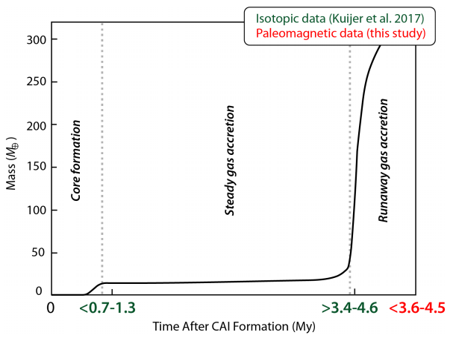 Isotopic data (Kuijer et al. 2017)
Paleomagnetic data (this study)
300
250
200
150
100
50
0
Mass (M⊕)
Core formation
Steady gas accretion
Runaway gas accretion
0
<0.7-1.3
>3.4-4.6
<3.6-4.5
Time After CAI Formation (My)